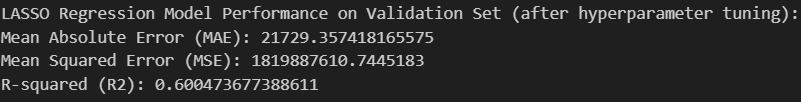 LASSO Regression Model Performance on Validation Set (after hyperparameter tuning):
Mean Absolute Error (MAE): 21729.357418165575
Mean Squared Error (MSE): 1819887610.7445183
R-squared (R2): 0.600473677388611